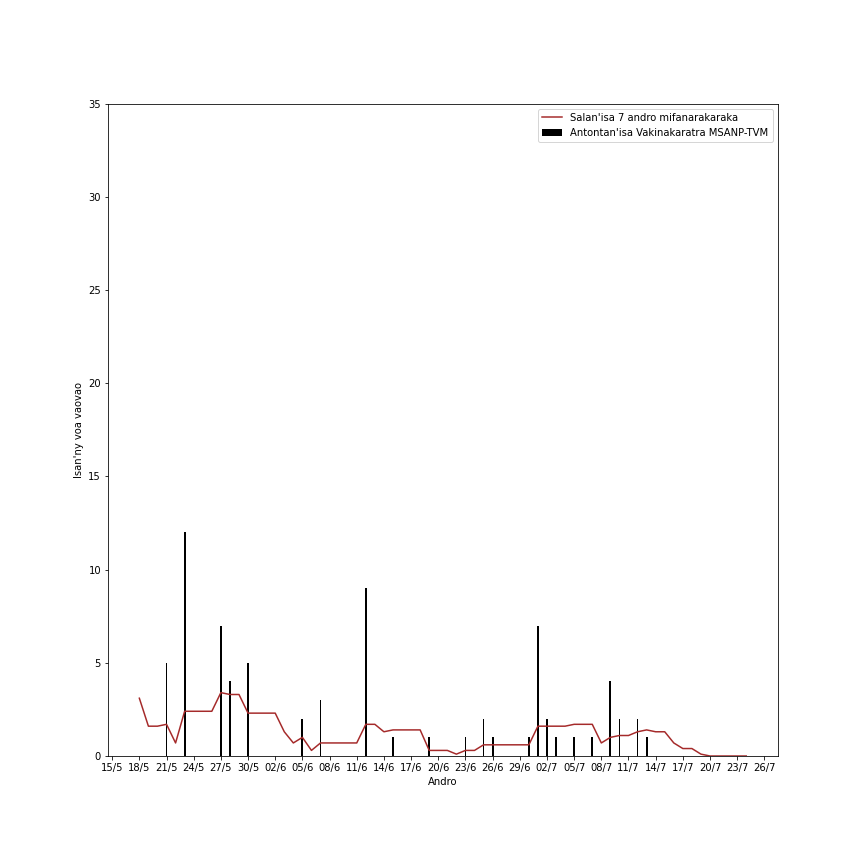 Salan'isa 7 andro mifanarakaraka
Antontan'isa Vakinakaratra MSANP-TVM
35
30
25
20
15
10
5
0
Isan'ny voa vaovao
15/5 18/5 21/5 24/5 27/5 30/5 02/6 05/6 08/6 11/6 14/6 17/6 20/6 23/6 26/6 29/6 02/7 05/7 08/7 11/7 14/7 17/7 20/7 23/7 26/7
Andro